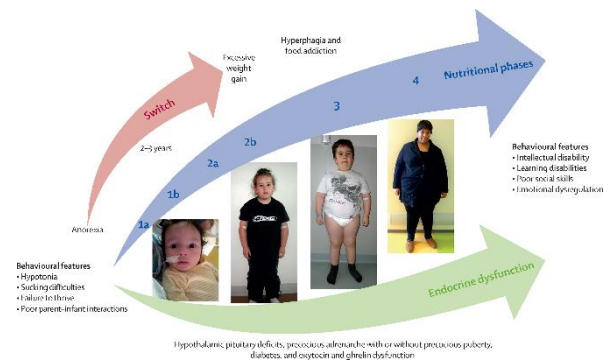 Hyperphagia and
food addiction
Excessive
weight
gain
Switch
2–3 years
Anorexia
1a
1b
2a
2b
3
4
Nutritional phases
Behavioural features
• Hypotonia
• Sucking difficulties
• Failure to thrive
• Poor parent–infant interactions
Behavioural features
• Intellectual disability
• Learning disabilities
• Poor social skills
• Emotional dysregulation
Endocrine dysfunction
Hypothalamic pituitary deficits, precocious adrenarche with or without precocious puberty,
diabetes, and oxytocin and ghrelin dysfunction